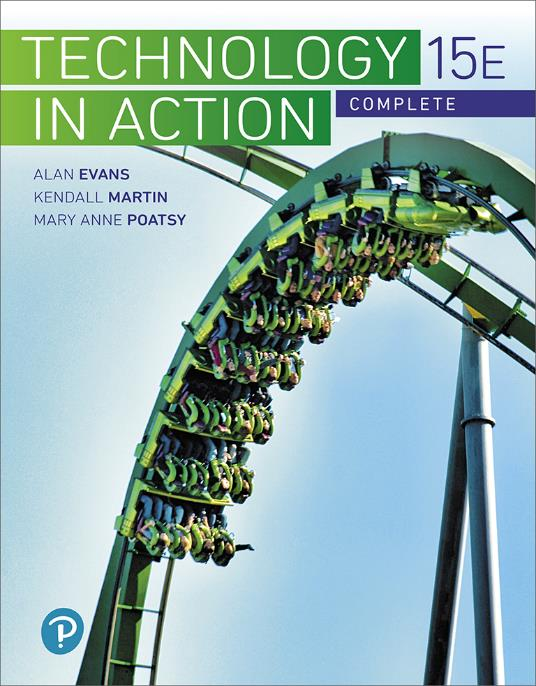 TECHNOLOGY 15E
IN ACTION COMPLETE
ALAN EVANS
KENDALL MARTIN
MARY ANNE POATSY
P